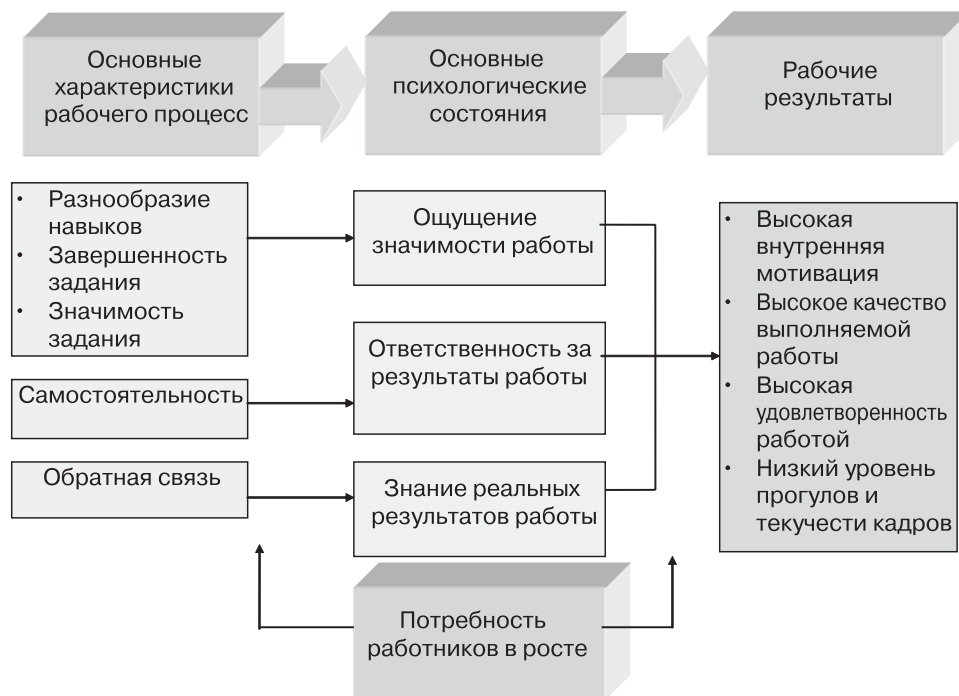 Основные
характеристики
рабочего процесс
Основные
психологические
состояния
Рабочие
результаты
• Разнообразие
навыков
• Завершенность
задания
• Значимость
задания
Самостоятельность
Обратная связь
Ощущение
значимости работы
Ответственность за
результаты работы
Знание реальных
результатов работы
• Высокая
внутренняя
мотивация
• Высокое качество
выполняемой
работы
• Высокая
удовлетворенность
работой
• Низкий уровень
прогулов и
текучести кадров
Потребность
работников в росте